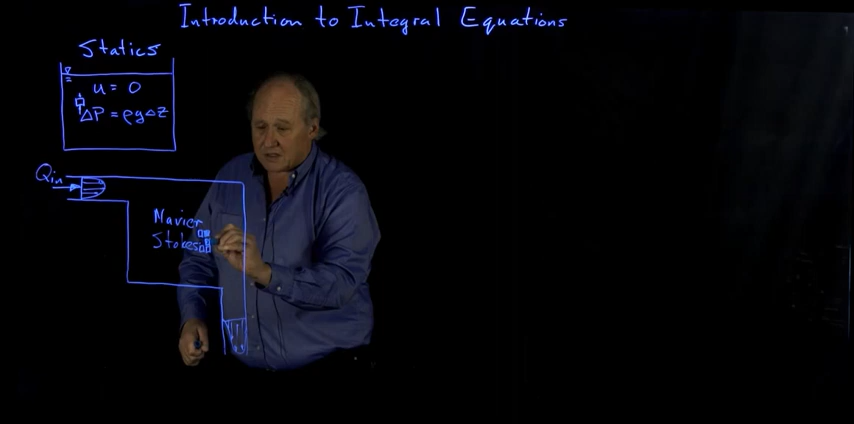 Introduction to Integral Equations
Statics
u = 0
ΔP = ρgΔz
Qin
Navier
Stokes